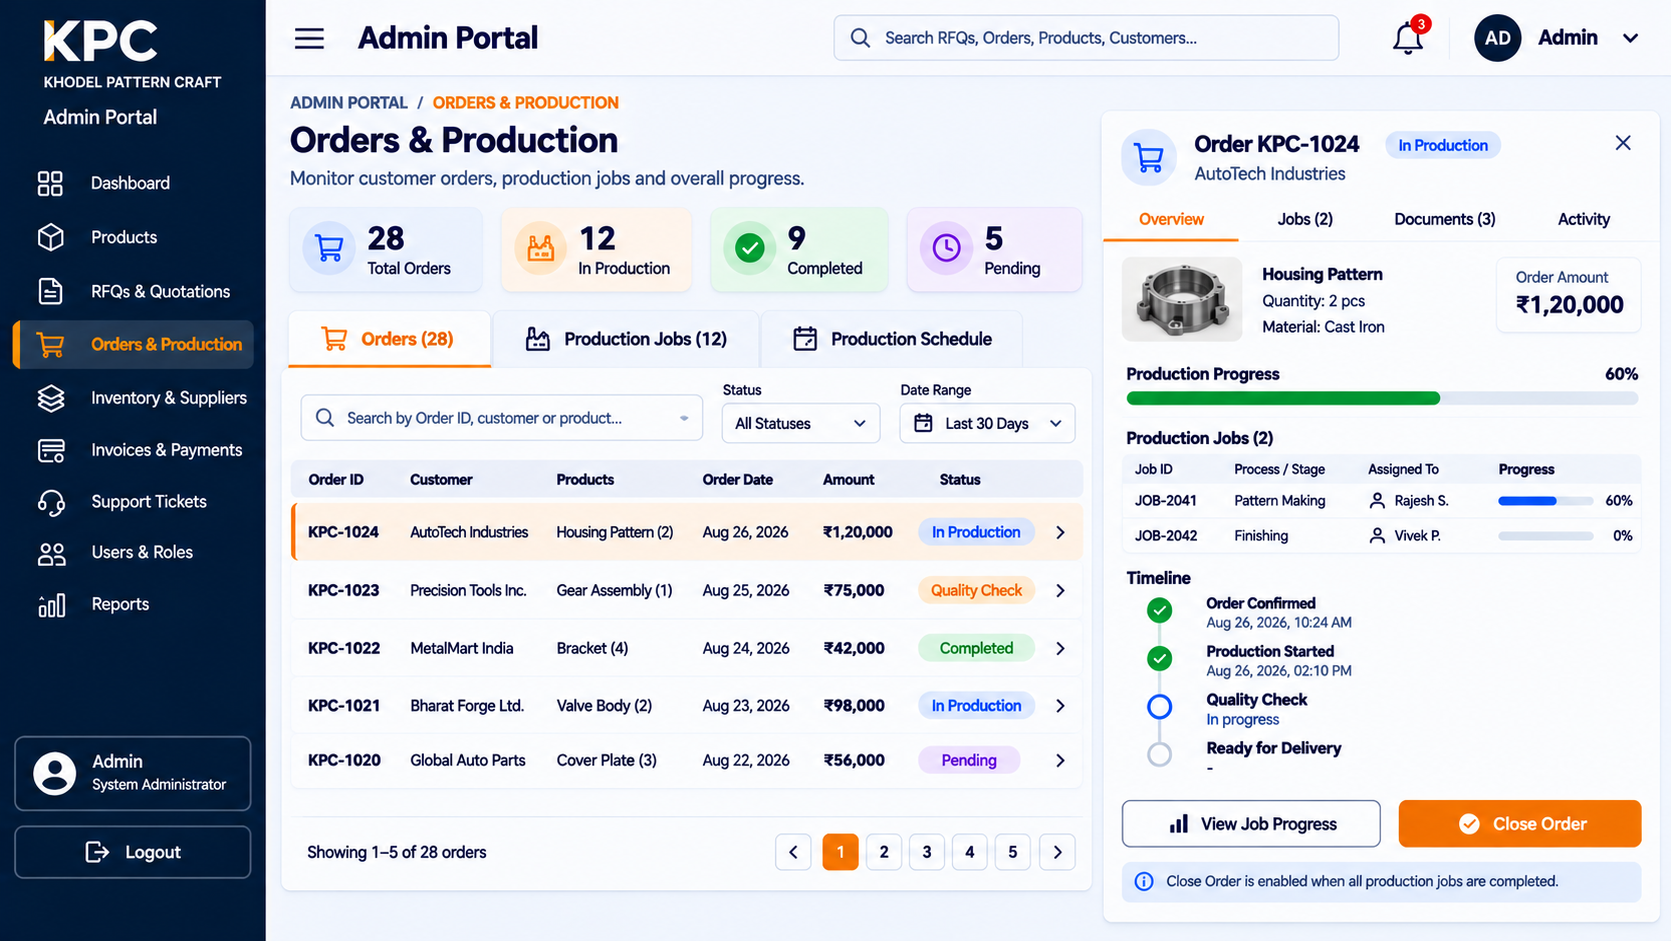 KPC
KHODEL PATTERN CRAFT
Admin Portal
Dashboard
Products
RFQs & Quotations
Orders & Production
Inventory & Suppliers
Invoices & Payments
Support Tickets
Users & Roles
Reports
Admin
System Administrator
Logout
Admin Portal
Search RFQs, Orders, Products, Customers...
3
AD
Admin
ADMIN PORTAL / ORDERS & PRODUCTION
Orders & Production
Monitor customer orders, production jobs and overall progress.
28
Total Orders
12
In Production
9
Completed
5
Pending
Orders (28)
Production Jobs (12)
Production Schedule
Search by Order ID, customer or product...
Status
All Statuses
Date Range
Last 30 Days
Order ID Customer Products Order Date Amount Status
KPC-1024 AutoTech Industries Housing Pattern (2) Aug 26, 2026 ₹1,20,000 In Production
KPC-1023 Precision Tools Inc. Gear Assembly (1) Aug 25, 2026 ₹75,000 Quality Check
KPC-1022 MetalMart India Bracket (4) Aug 24, 2026 ₹42,000 Completed
KPC-1021 Bharat Forge Ltd. Valve Body (2) Aug 23, 2026 ₹98,000 In Production
KPC-1020 Global Auto Parts Cover Plate (3) Aug 22, 2026 ₹56,000 Pending
Showing 1–5 of 28 orders
1 2 3 4 5
Order KPC-1024 In Production
AutoTech Industries
Overview Jobs (2) Documents (3) Activity
Housing Pattern
Quantity: 2 pcs
Material: Cast Iron
Order Amount
₹1,20,000
Production Progress 60%
Production Jobs (2)
Job ID Process / Stage Assigned To Progress
JOB-2041 Pattern Making Rajesh S. 60%
JOB-2042 Finishing Vivek P. 0%
Timeline
Order Confirmed
Aug 26, 2026, 10:24 AM
Production Started
Aug 26, 2026, 02:10 PM
Quality Check
In progress
Ready for Delivery
-
View Job Progress
Close Order
Close Order is enabled when all production jobs are completed.